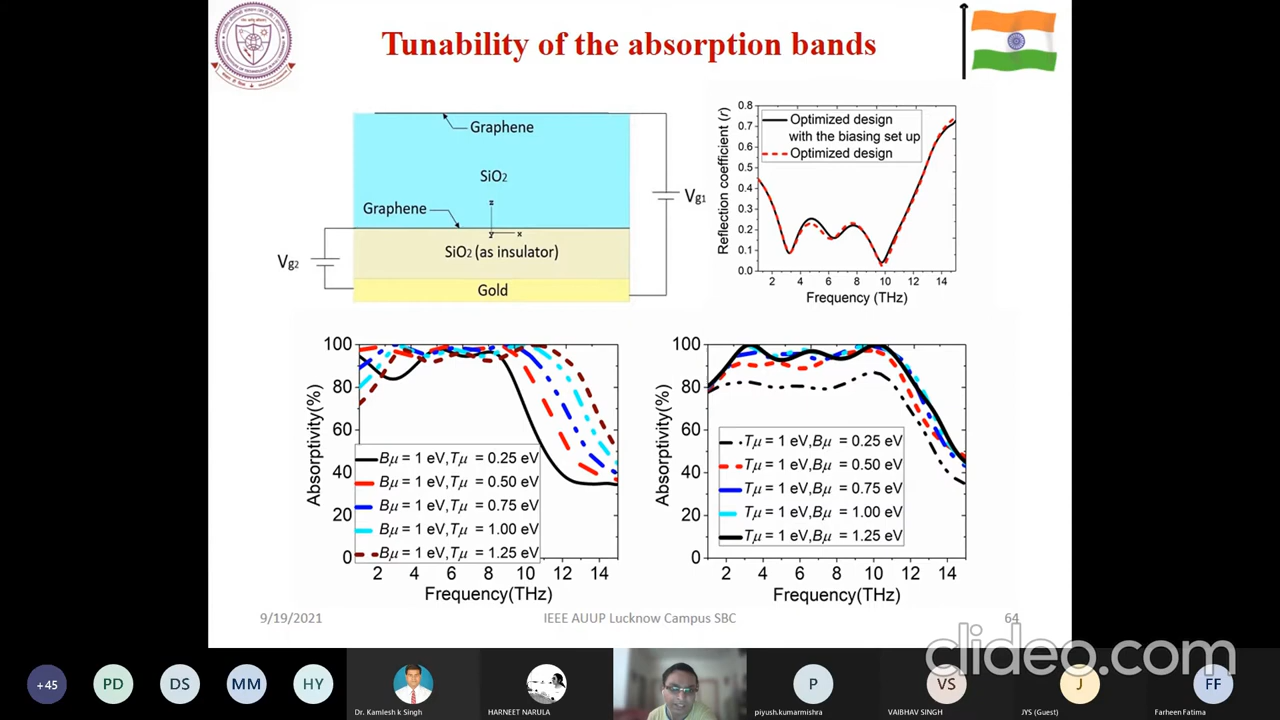 Tunability of the absorption bands
Graphene
SiO₂
Graphene
SiO₂ (as insulator)
Gold
Vg1
Vg2
Reflection coefficient (r)
0.8
0.7
0.6
0.5
0.4
0.3
0.2
0.1
0.0
Optimized design
with the biasing set up
Optimized design
2 4 6 8 10 12 14
Frequency (THz)
Absorptivity(%)
100
80
60
40
20
0
Bμ = 1 eV,Tμ = 0.25 eV
Bμ = 1 eV,Tμ = 0.50 eV
Bμ = 1 eV,Tμ = 0.75 eV
Bμ = 1 eV,Tμ = 1.00 eV
Bμ = 1 eV,Tμ = 1.25 eV
2 4 6 8 10 12 14
Frequency(THz)
Absorptivity(%)
100
80
60
40
20
0
Tμ = 1 eV,Bμ = 0.25 eV
Tμ = 1 eV,Bμ = 0.50 eV
Tμ = 1 eV,Bμ = 0.75 eV
Tμ = 1 eV,Bμ = 1.00 eV
Tμ = 1 eV,Bμ = 1.25 eV
2 4 6 8 10 12 14
Frequency(THz)
9/19/2021 IEEE AUUP Lucknow Campus SBC 64
clideo.com
+45 PD DS MM HY P VS J FF
Dr. Kamlesh k Singh HARNEET NARULA piyush.kumarmishra VAIBHAV SINGH JYS (Guest) Farheen Fatima